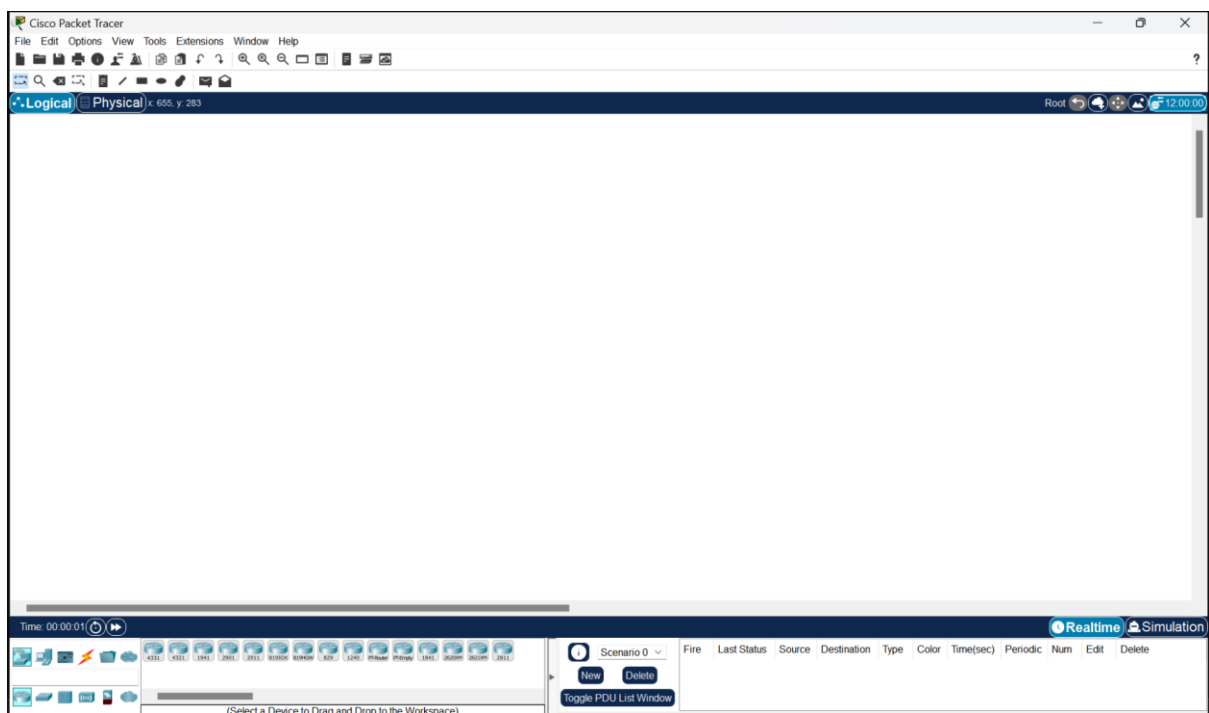 Cisco Packet Tracer
File Edit Options View Tools Extensions Window Help
?
Logical Physical x: 655, y: 283 Root 12:00:00
Time: 00:00:01 Realtime Simulation
4331 4321 1941 2901 2911 819IOX 819HGW 829 1240 PT-Router PT-Empty 1841 2620XM 2621XM 2811
Scenario 0 Fire Last Status Source Destination Type Color Time(sec) Periodic Num Edit Delete
New Delete
Toggle PDU List Window
(Select a Device to Drag and Drop to the Workspace)